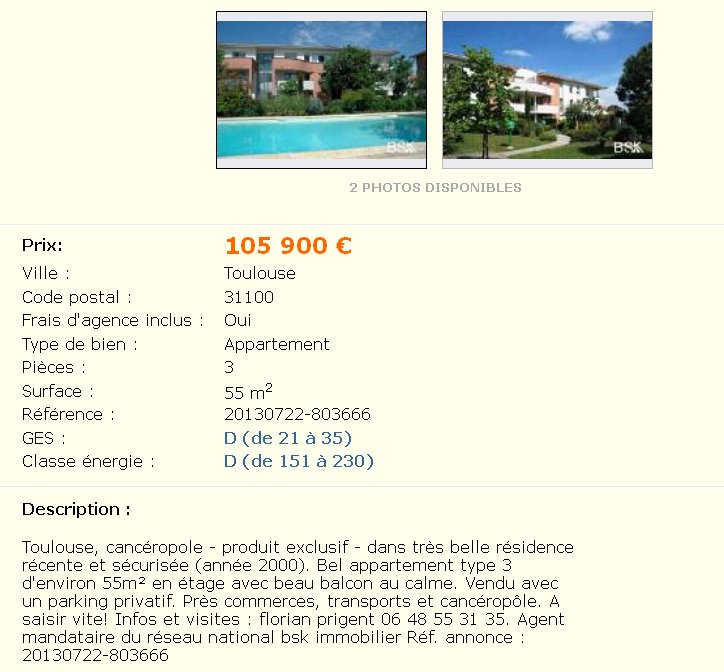 BSK
BSK
2 PHOTOS DISPONIBLES
Prix: 105 900 €
Ville : Toulouse
Code postal : 31100
Frais d'agence inclus : Oui
Type de bien : Appartement
Pièces : 3
Surface : 55 m²
Référence : 20130722-803666
GES : D (de 21 à 35)
Classe énergie : D (de 151 à 230)
Description :
Toulouse, cancéropole - produit exclusif - dans très belle résidence
récente et sécurisée (année 2000). Bel appartement type 3
d'environ 55m² en étage avec beau balcon au calme. Vendu avec
un parking privatif. Près commerces, transports et cancéropôle. A
saisir vite! Infos et visites : florian prigent 06 48 55 31 35. Agent
mandataire du réseau national bsk immobilier Réf. annonce :
20130722-803666